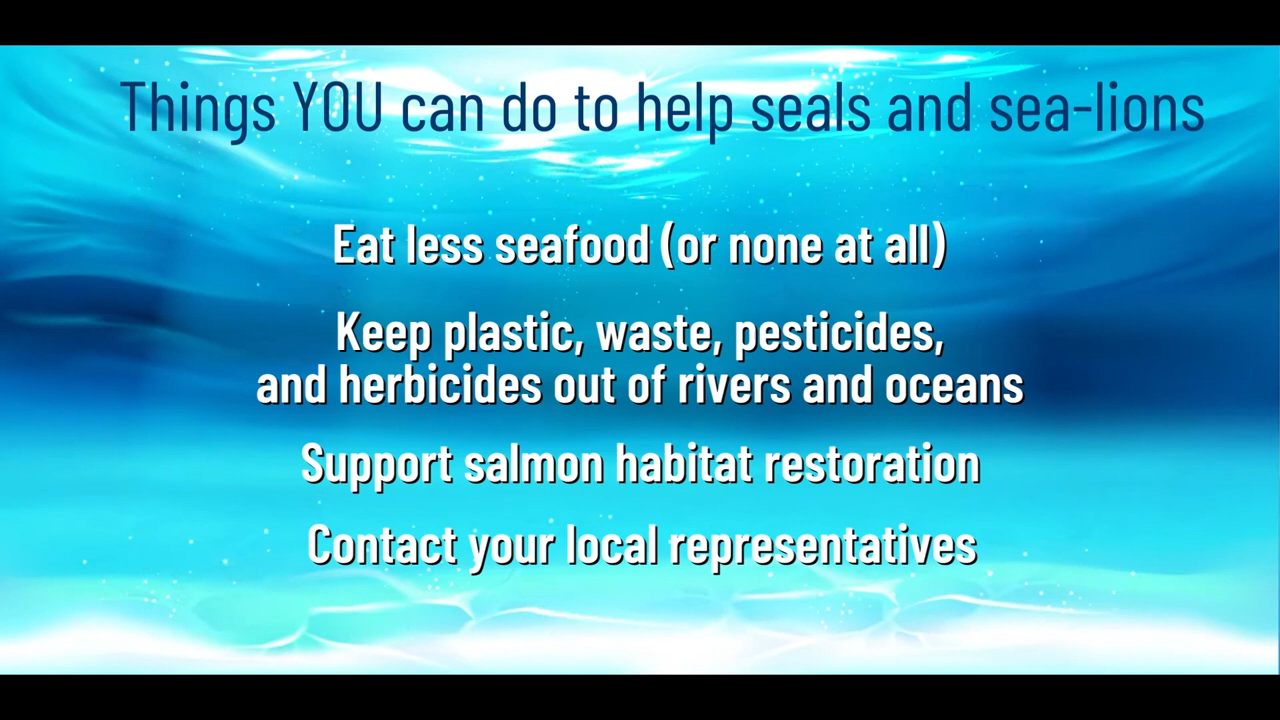 Things YOU can do to help seals and sea-lions
Eat less seafood (or none at all)
Keep plastic, waste, pesticides,
and herbicides out of rivers and oceans
Support salmon habitat restoration
Contact your local representatives